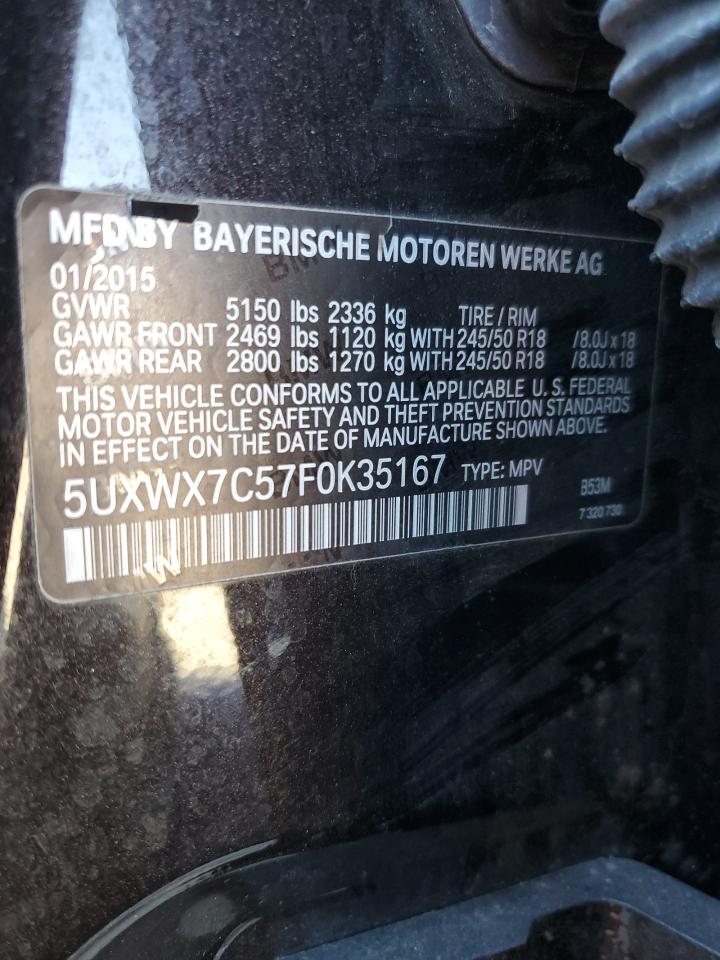 MFD BY BAYERISCHE MOTOREN WERKE AG
01/2015
GVWR 5150 lbs 2336 kg TIRE / RIM
GAWR FRONT 2469 lbs 1120 kg WITH 245/50 R18 /8.0J x 18
GAWR REAR 2800 lbs 1270 kg WITH 245/50 R18 /8.0J x 18
THIS VEHICLE CONFORMS TO ALL APPLICABLE U. S. FEDERAL
MOTOR VEHICLE SAFETY AND THEFT PREVENTION STANDARDS
IN EFFECT ON THE DATE OF MANUFACTURE SHOWN ABOVE.
5UXWX7C57F0K35167 TYPE: MPV B53M
7 320 730